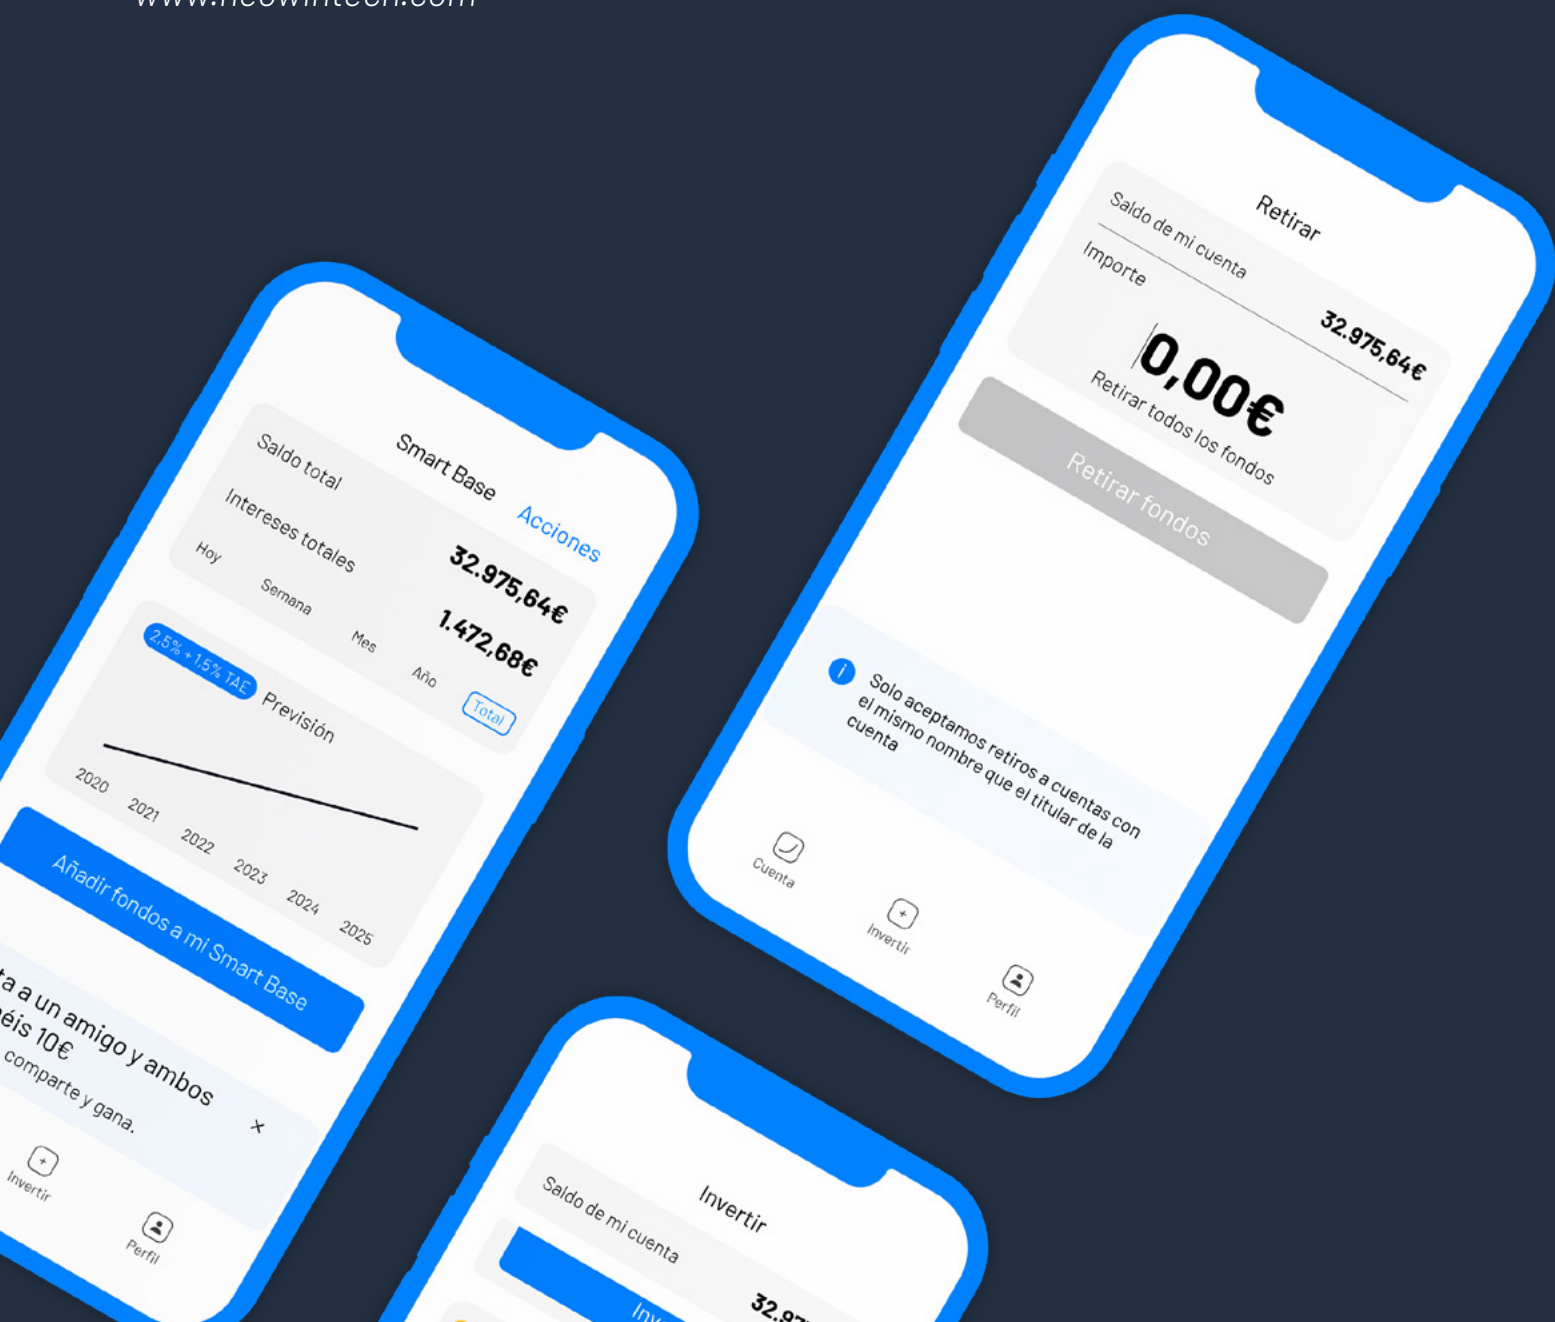 Retirar
Saldo de mi cuenta
32.975,64€
Importe
0,00€
Retirar todos los fondos
Retirar fondos
Solo aceptamos retiros a cuentas con
el mismo nombre que el titular de la
cuenta
Cuenta
Invertir
Perfil
Smart Base
Acciones
Saldo total
32.975,64€
Intereses totales
1.472,68€
Hoy
Semana
Mes
Año
Total
2,5% + 1,5% TAE
Previsión
2020
2021
2022
2023
2024
2025
Añadir fondos a mi Smart Base
a un amigo y ambos
10€
comparte y gana.
Invertir
Perfil
Invertir
Saldo de mi cuenta